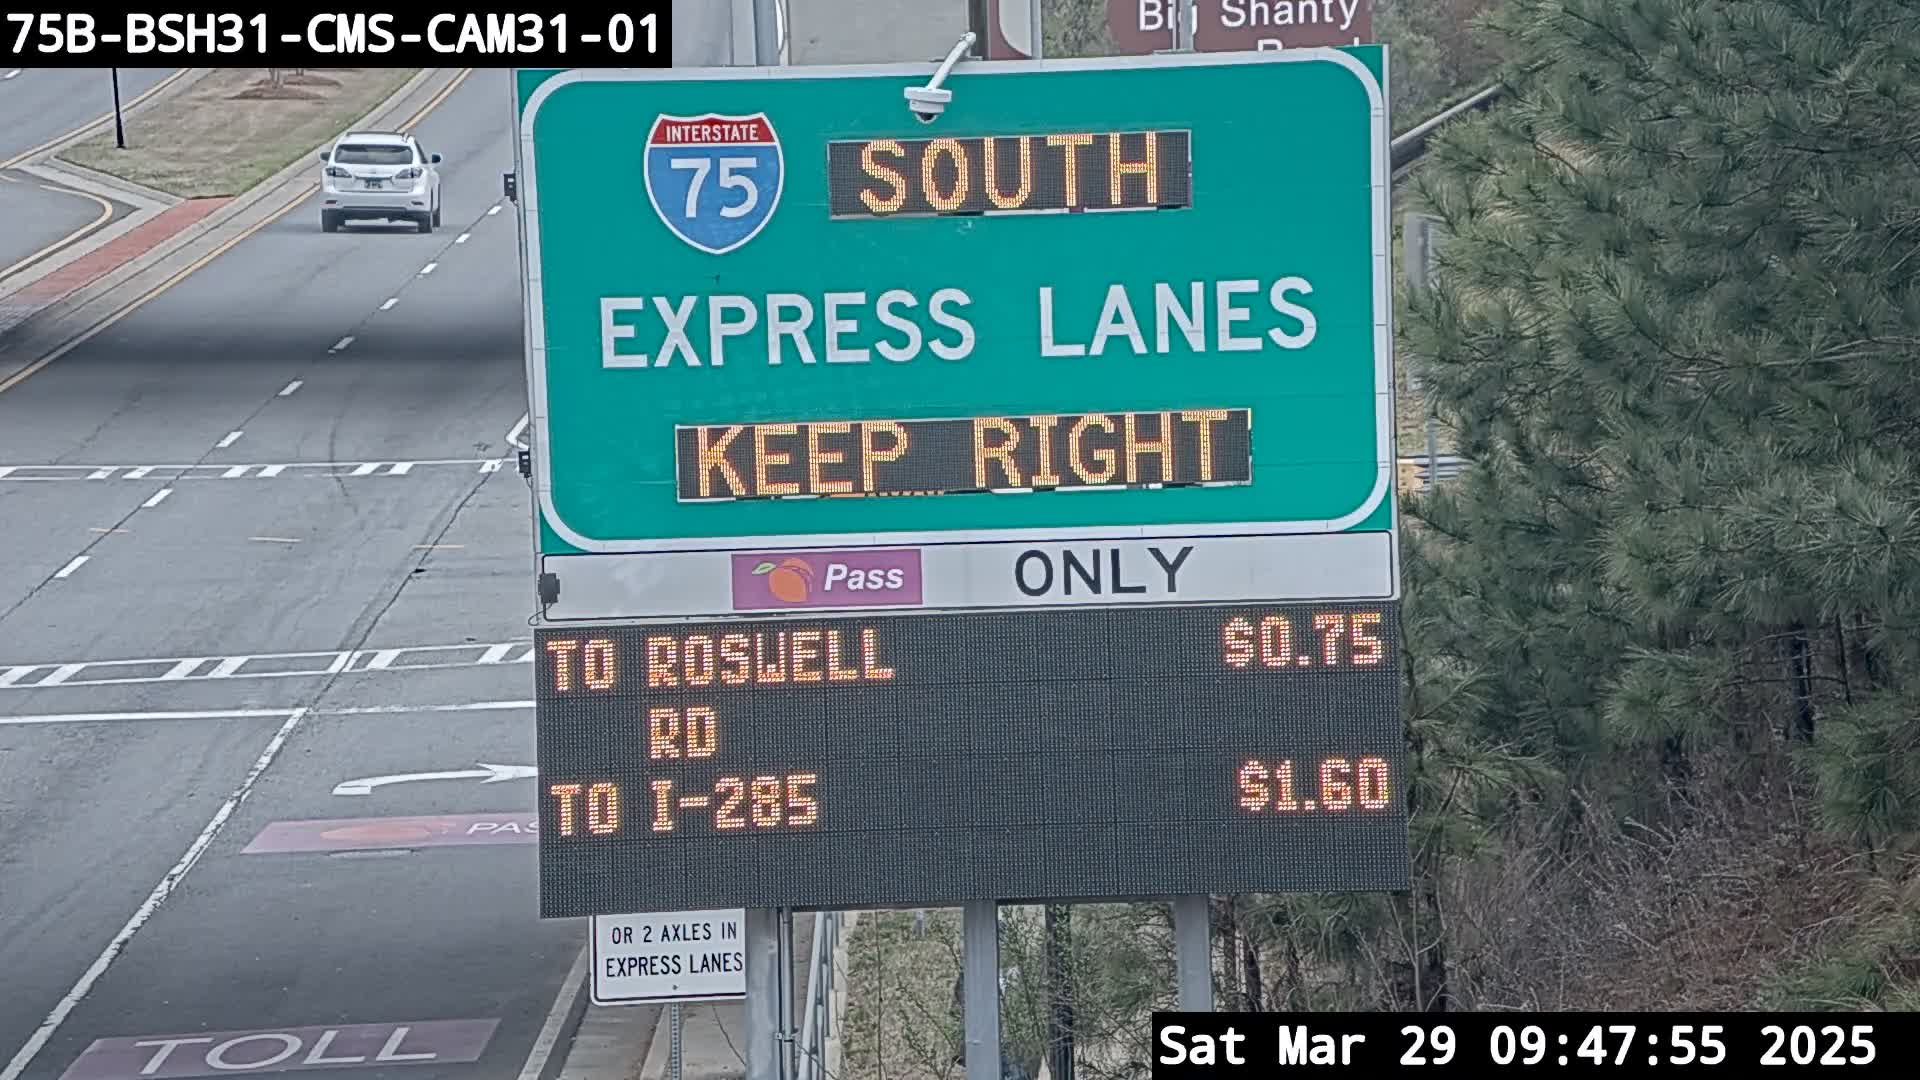 75B-BSH31-CMS-CAM31-01
Big Shanty
Road
INTERSTATE
75
SOUTH
EXPRESS LANES
KEEP RIGHT
Pass
ONLY
TO ROSWELL $0.75
RD
TO I-285 $1.60
OR 2 AXLES IN
EXPRESS LANES
TOLL
Sat Mar 29 09:47:55 2025